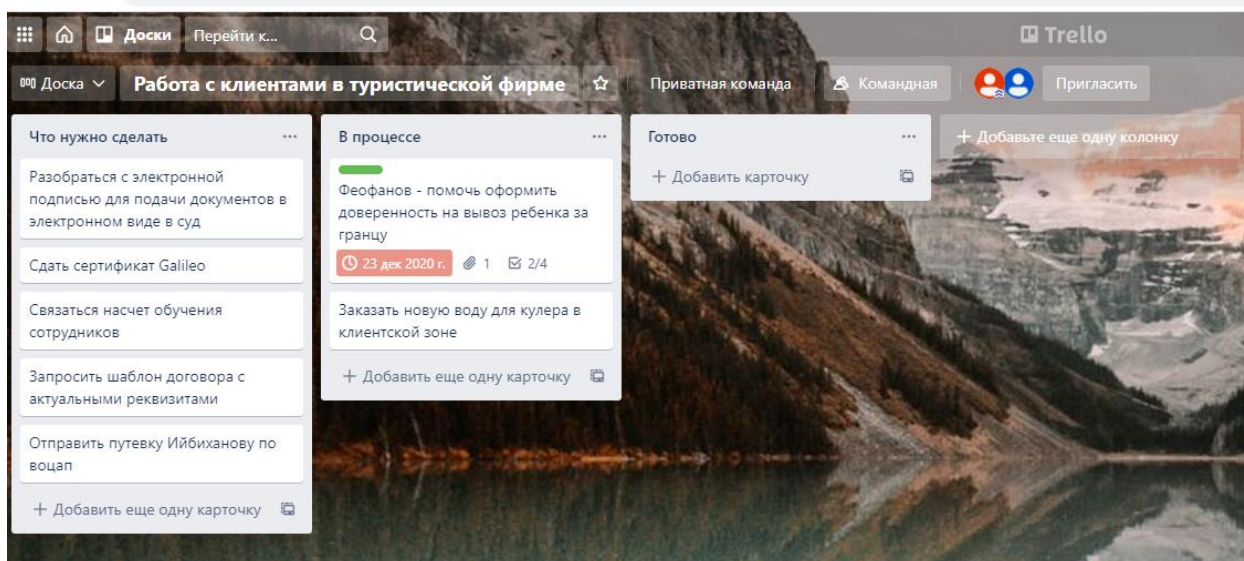 Доски
Перейти к...
Trello
Доска
Работа с клиентами в туристической фирме
Приватная команда
Командная
Пригласить
Что нужно сделать
Разобраться с электронной
подписью для подачи документов в
электронном виде в суд
Сдать сертификат Galileo
Связаться насчет обучения
сотрудников
Запросить шаблон договора с
актуальными реквизитами
Отправить путевку Ийбиханову по
воцап
+ Добавить еще одну карточку
В процессе
Феофанов - помочь оформить
доверенность на вывоз ребенка за
гранцу
23 дек 2020 г. 1 2/4
Заказать новую воду для кулера в
клиентской зоне
+ Добавить еще одну карточку
Готово
+ Добавить карточку
+ Добавьте еще одну колонку